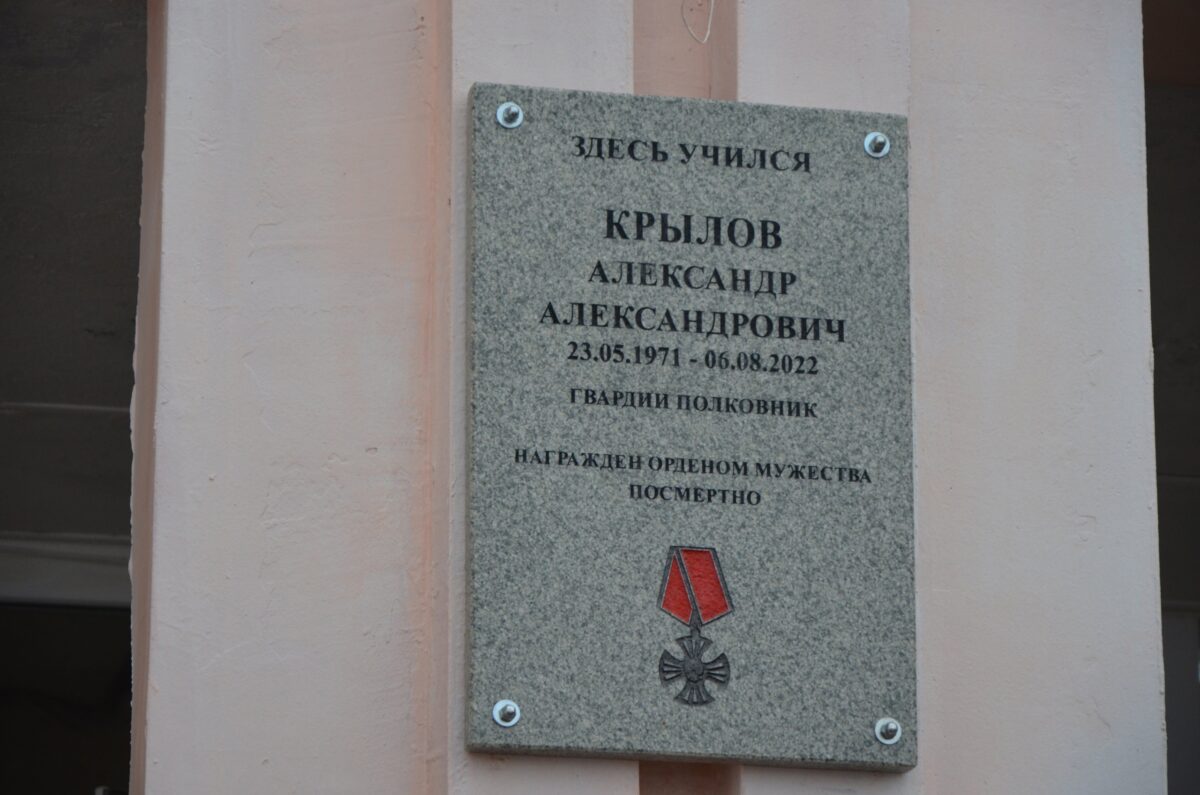 ЗДЕСЬ УЧИЛСЯ
КРЫЛОВ
АЛЕКСАНДР
АЛЕКСАНДРОВИЧ
23.05.1971 - 06.08.2022
ГВАРДИИ ПОЛКОВНИК
НАГРАЖДЕН ОРДЕНОМ МУЖЕСТВА
ПОСМЕРТНО